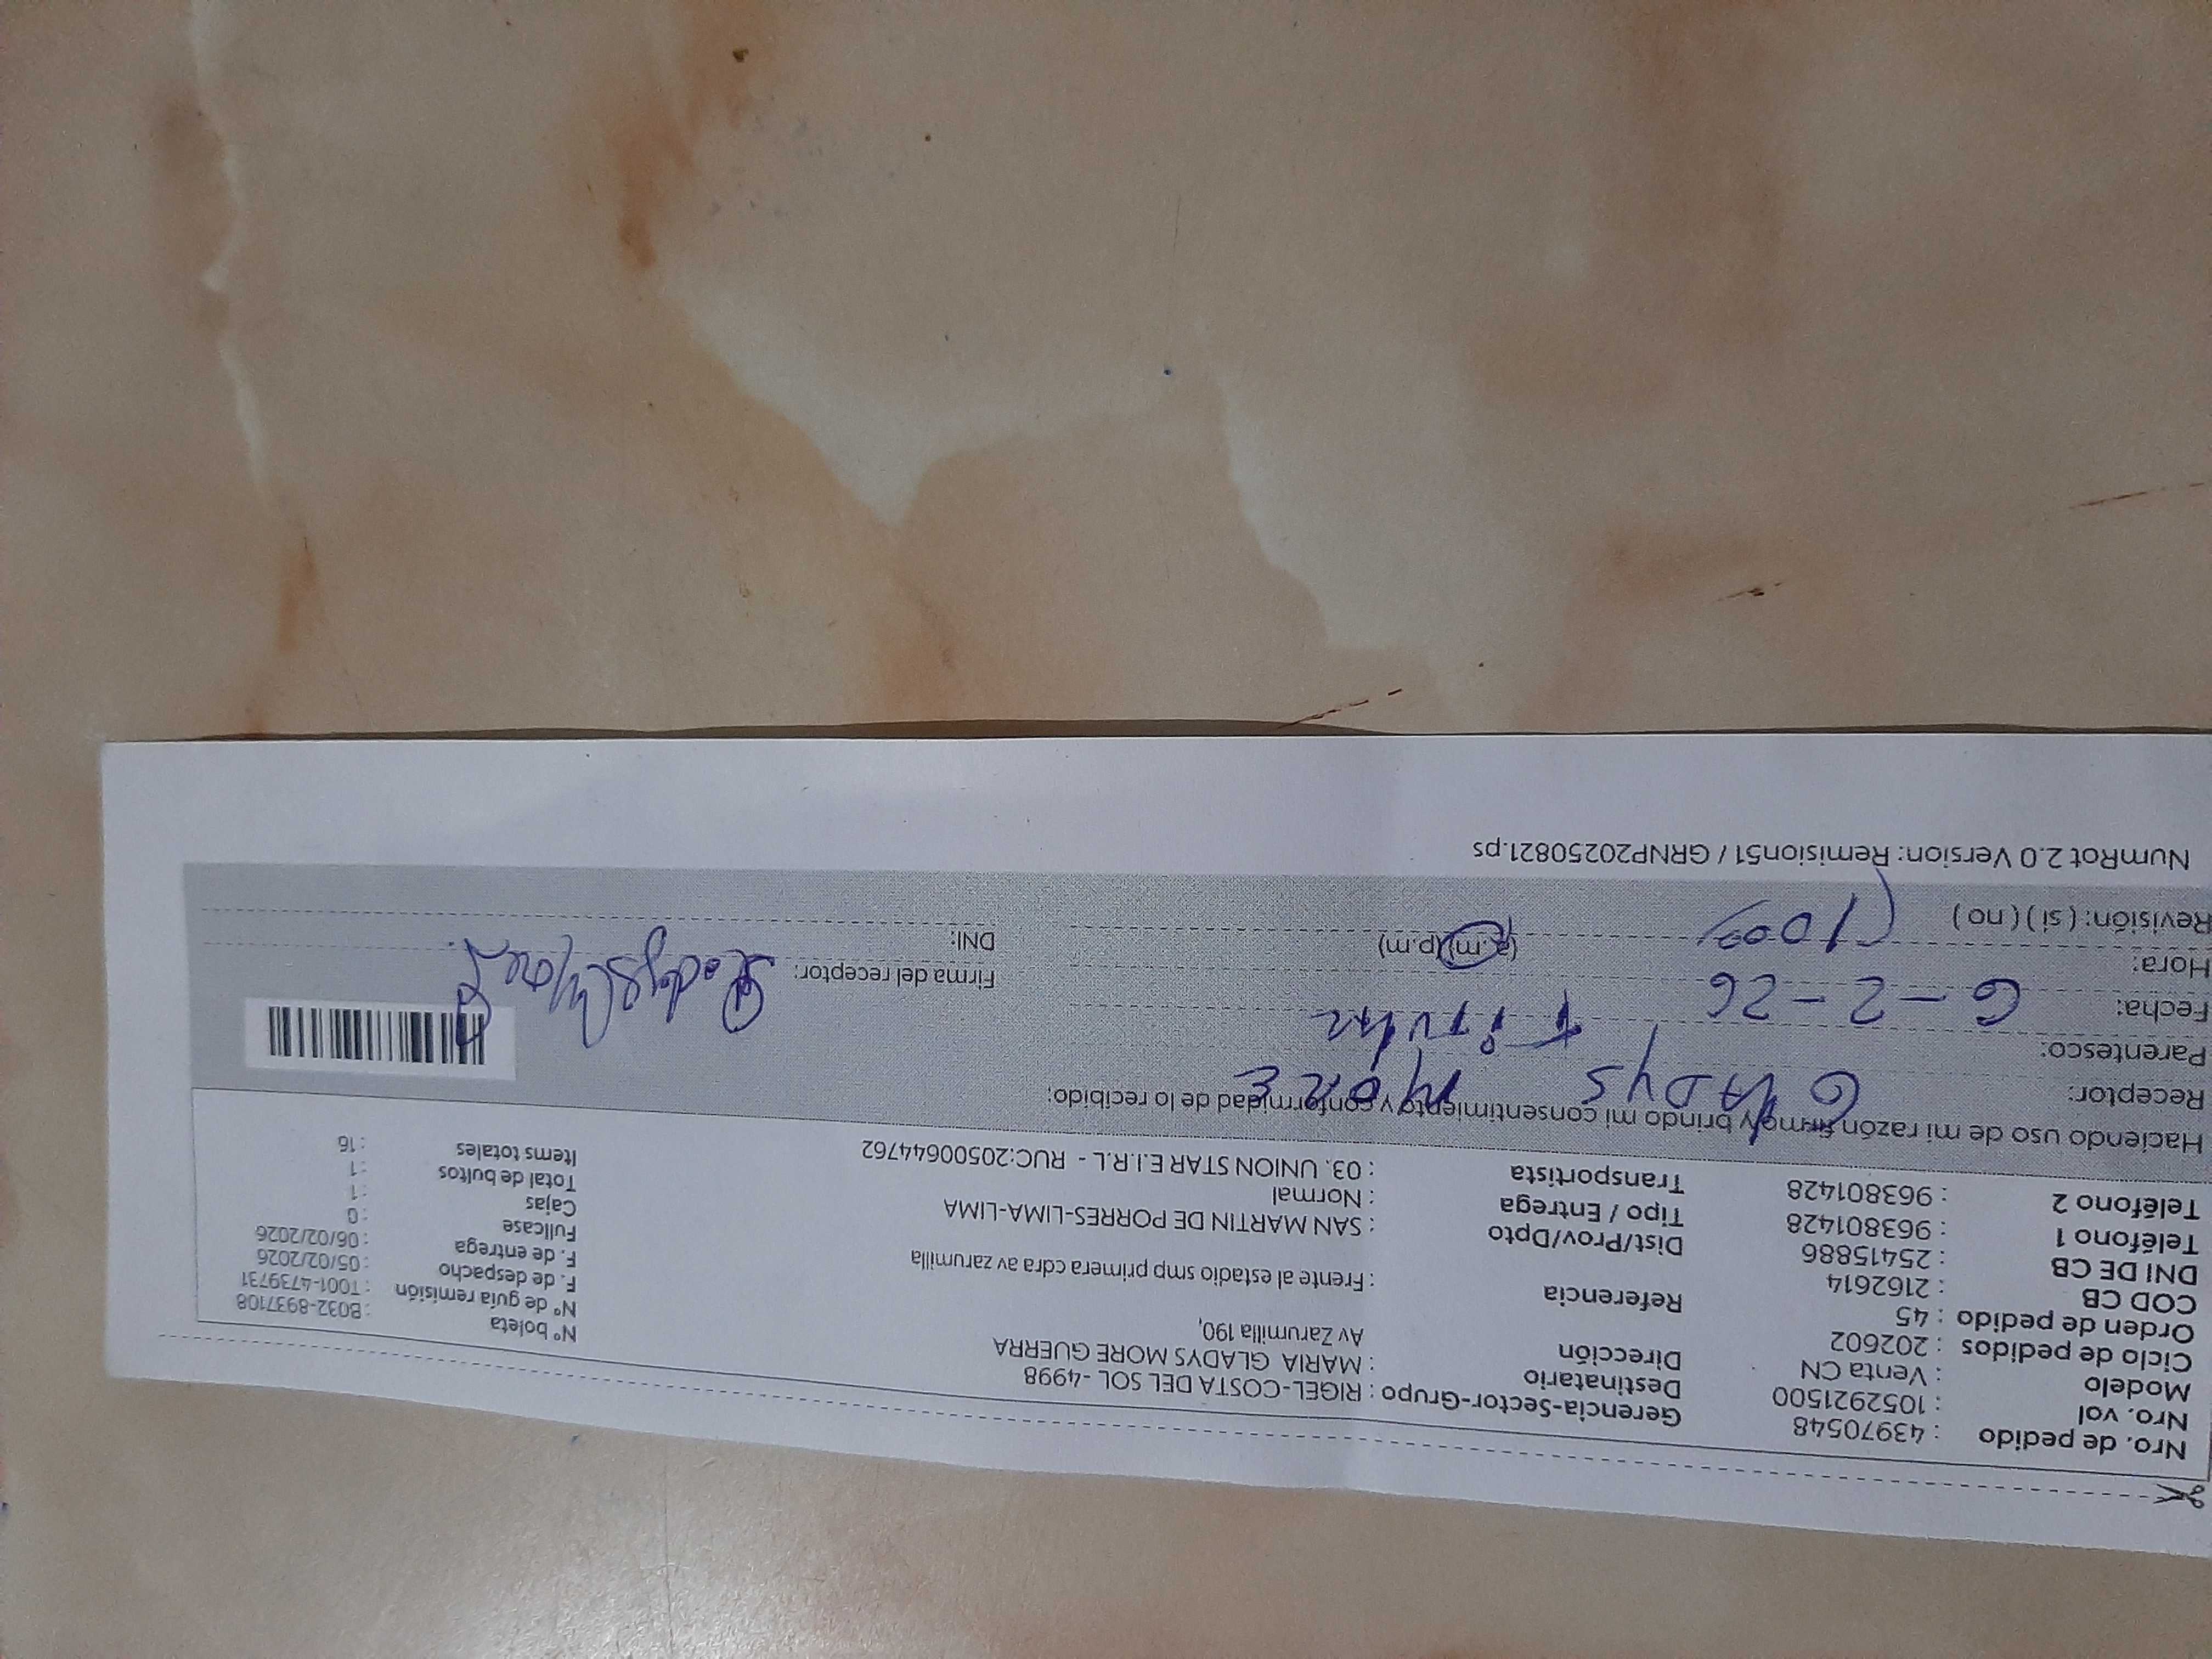 Nro. de pedido : 43970548 Gerencia-Sector-Grupo : RIGEL-COSTA DEL SOL -4998
Nro. vol : 1052921500 Destinatario : MARIA GLADYS MORE GUERRA
Modelo : Venta CN Dirección Av Zarumilla 190,
Ciclo de pedidos : 202602
Orden de pedido : 45 Referencia : Frente al estadio smp primera cdra av zarumilla
COD CB : 2162614
DNI DE CB : 25415886 Dist/Prov/Dpto : SAN MARTIN DE PORRES-LIMA-LIMA
Teléfono 1 : 963801428 Tipo / Entrega : Normal
Teléfono 2 : 963801428 Transportista : 03. UNION STAR E.I.R.L - RUC:20500644762
N° boleta : B032-8937108
N° de guía remisión : T001-4739731
F. de despacho : 05/02/2026
F. de entrega : 06/02/2026
Fullcase : 0
Cajas : 1
Total de bultos : 1
Items totales : 16
Haciendo uso de mi razón firmo y brindo mi consentimiento y conformidad de lo recibido;
Receptor: GlADyS MORE
Parentesco: Titular
Fecha: 6-2-26
Hora: (a.m)(p.m)
Revisión: ( si ) ( no )
Firma del receptor: Gladys More G
DNI:
NumRot 2.0 Version: Remision51 / GRNP20250821.ps